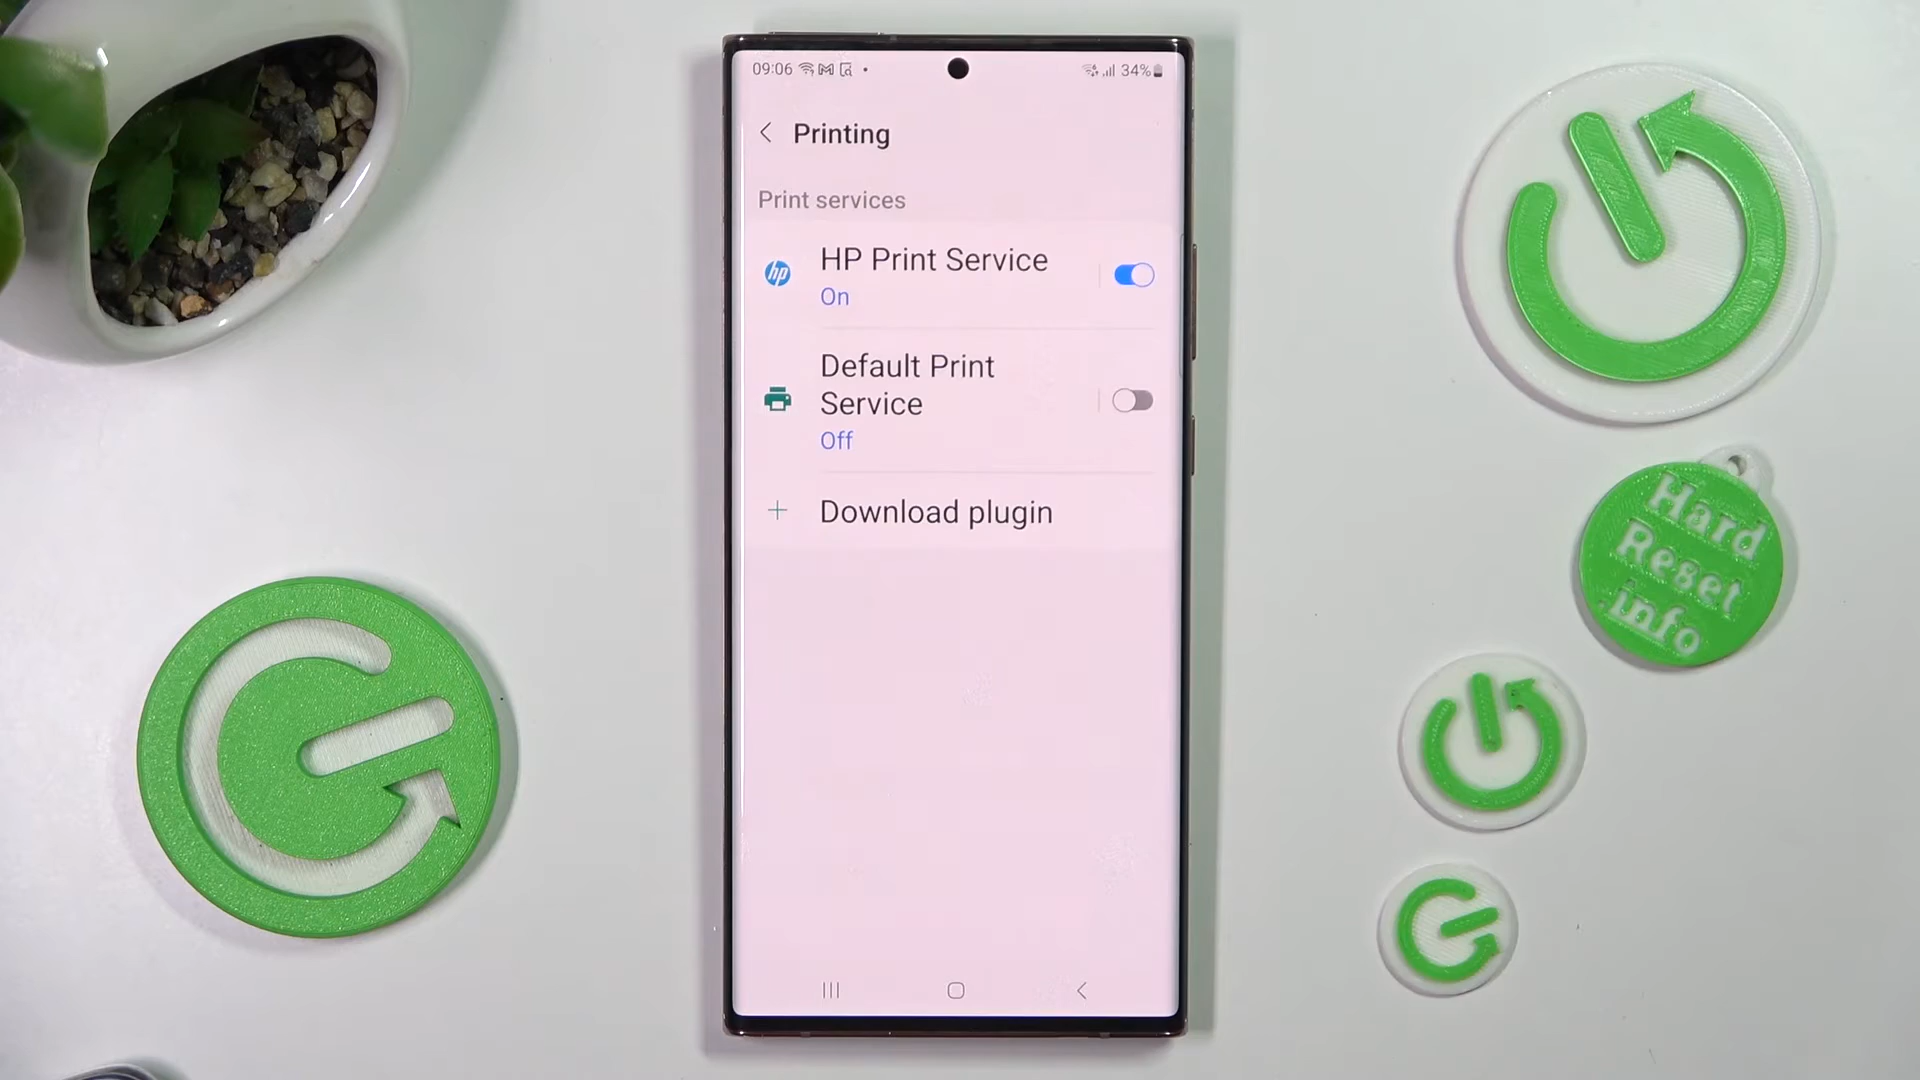 09:06
34%
Printing
Print services
hp
HP Print Service
On
Default Print
Service
Off
Download plugin
Hard
Reset
.info